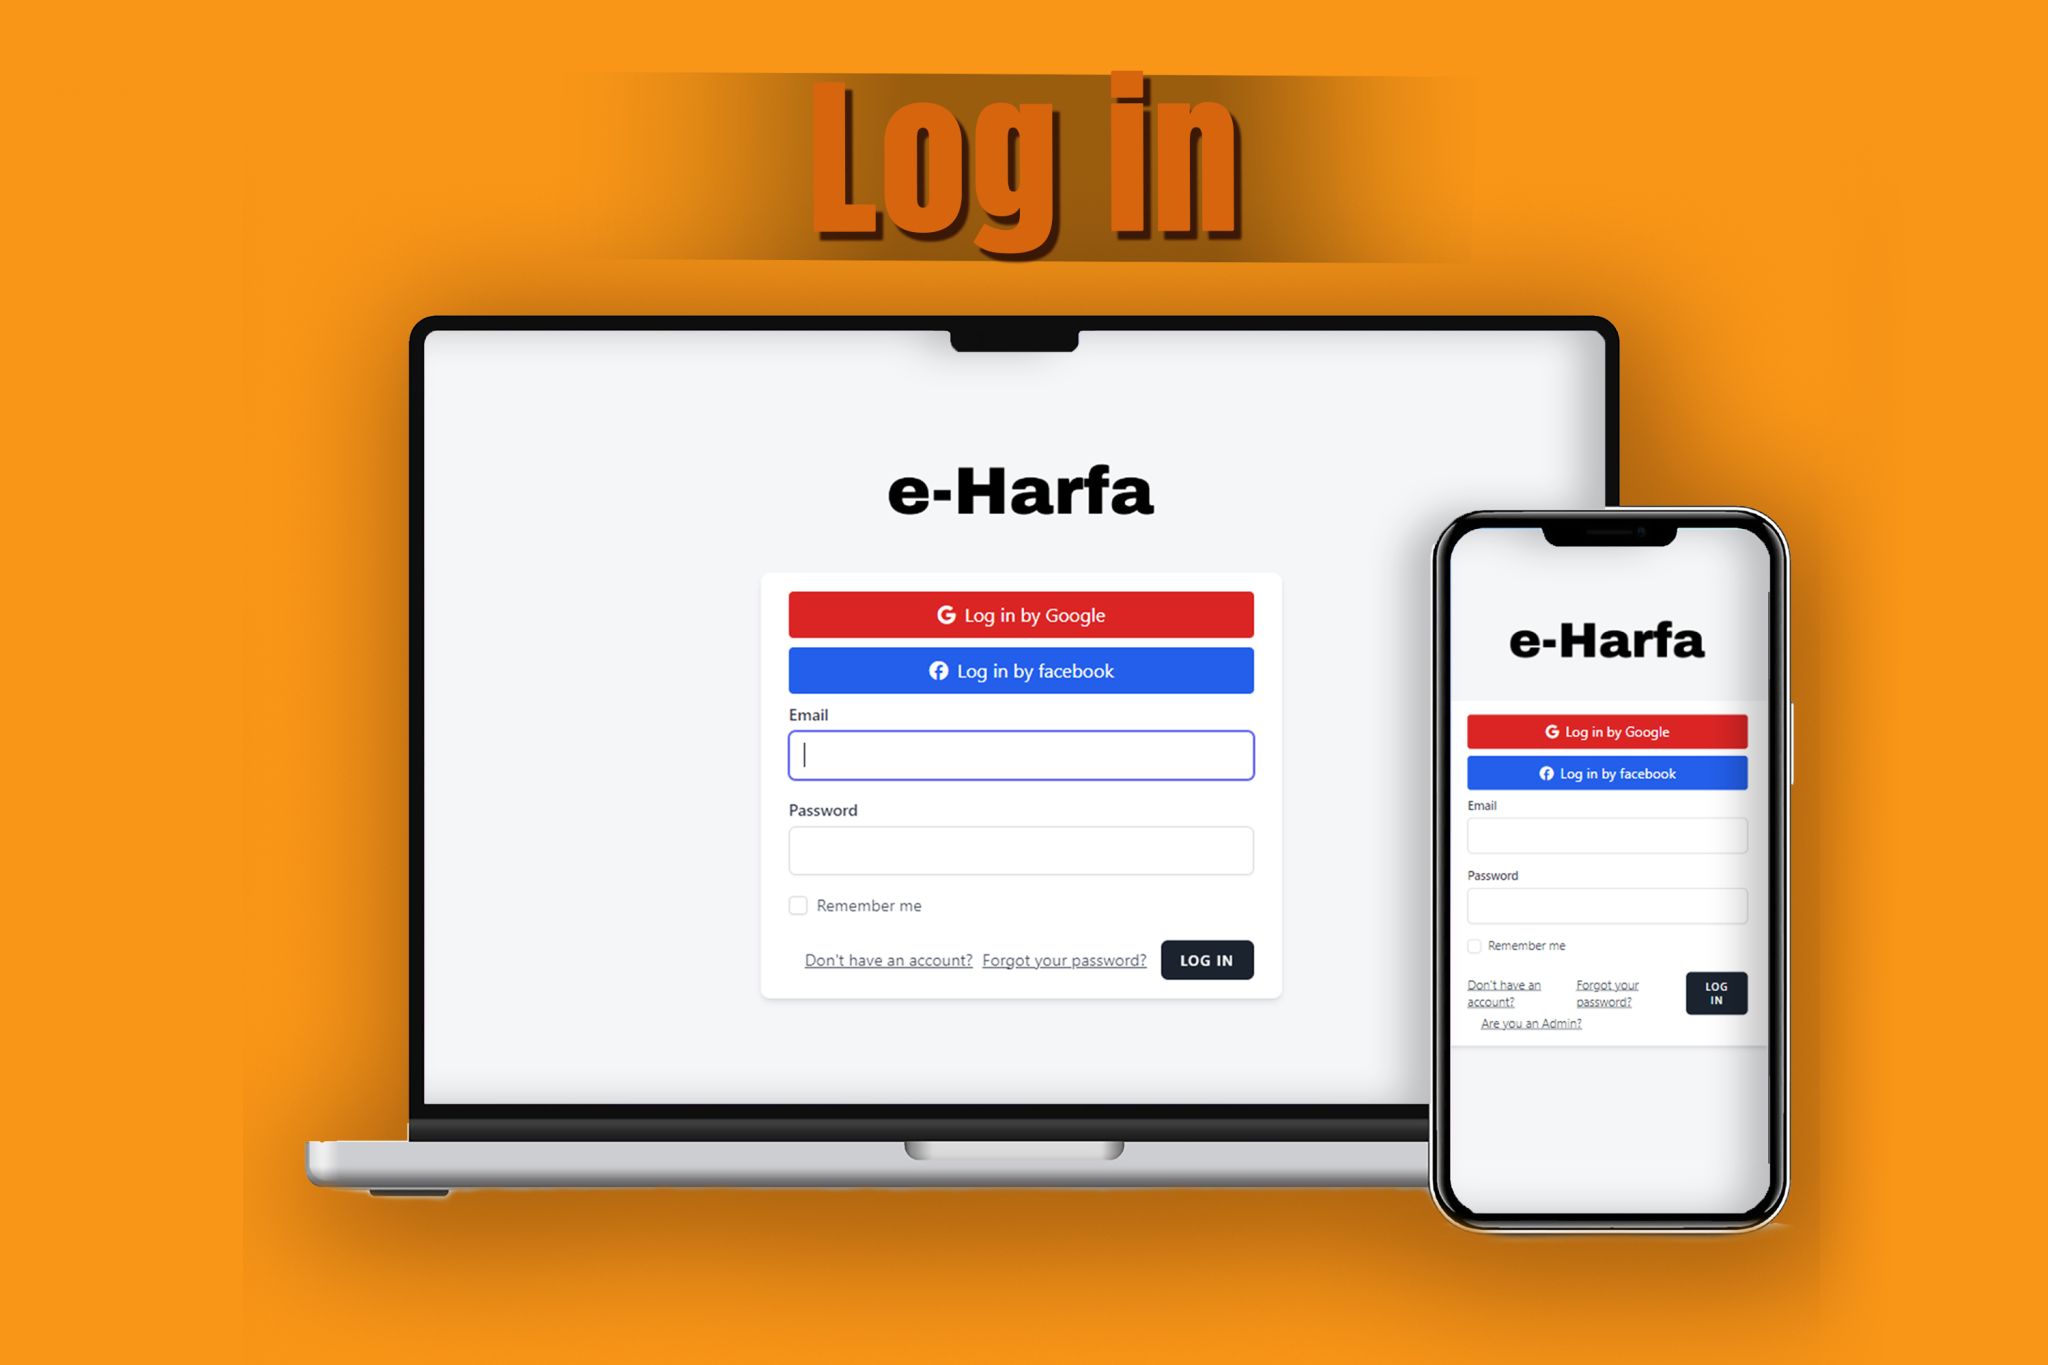 Log in
e-Harfa
G Log in by Google
Log in by facebook
Email
Password
Remember me
Don't have an account? Forgot your password? LOG IN
e-Harfa
G Log in by Google
Log in by facebook
Email
Password
Remember me
Don't have an
account?
Forgot your
password?
LOG
IN
Are you an Admin?